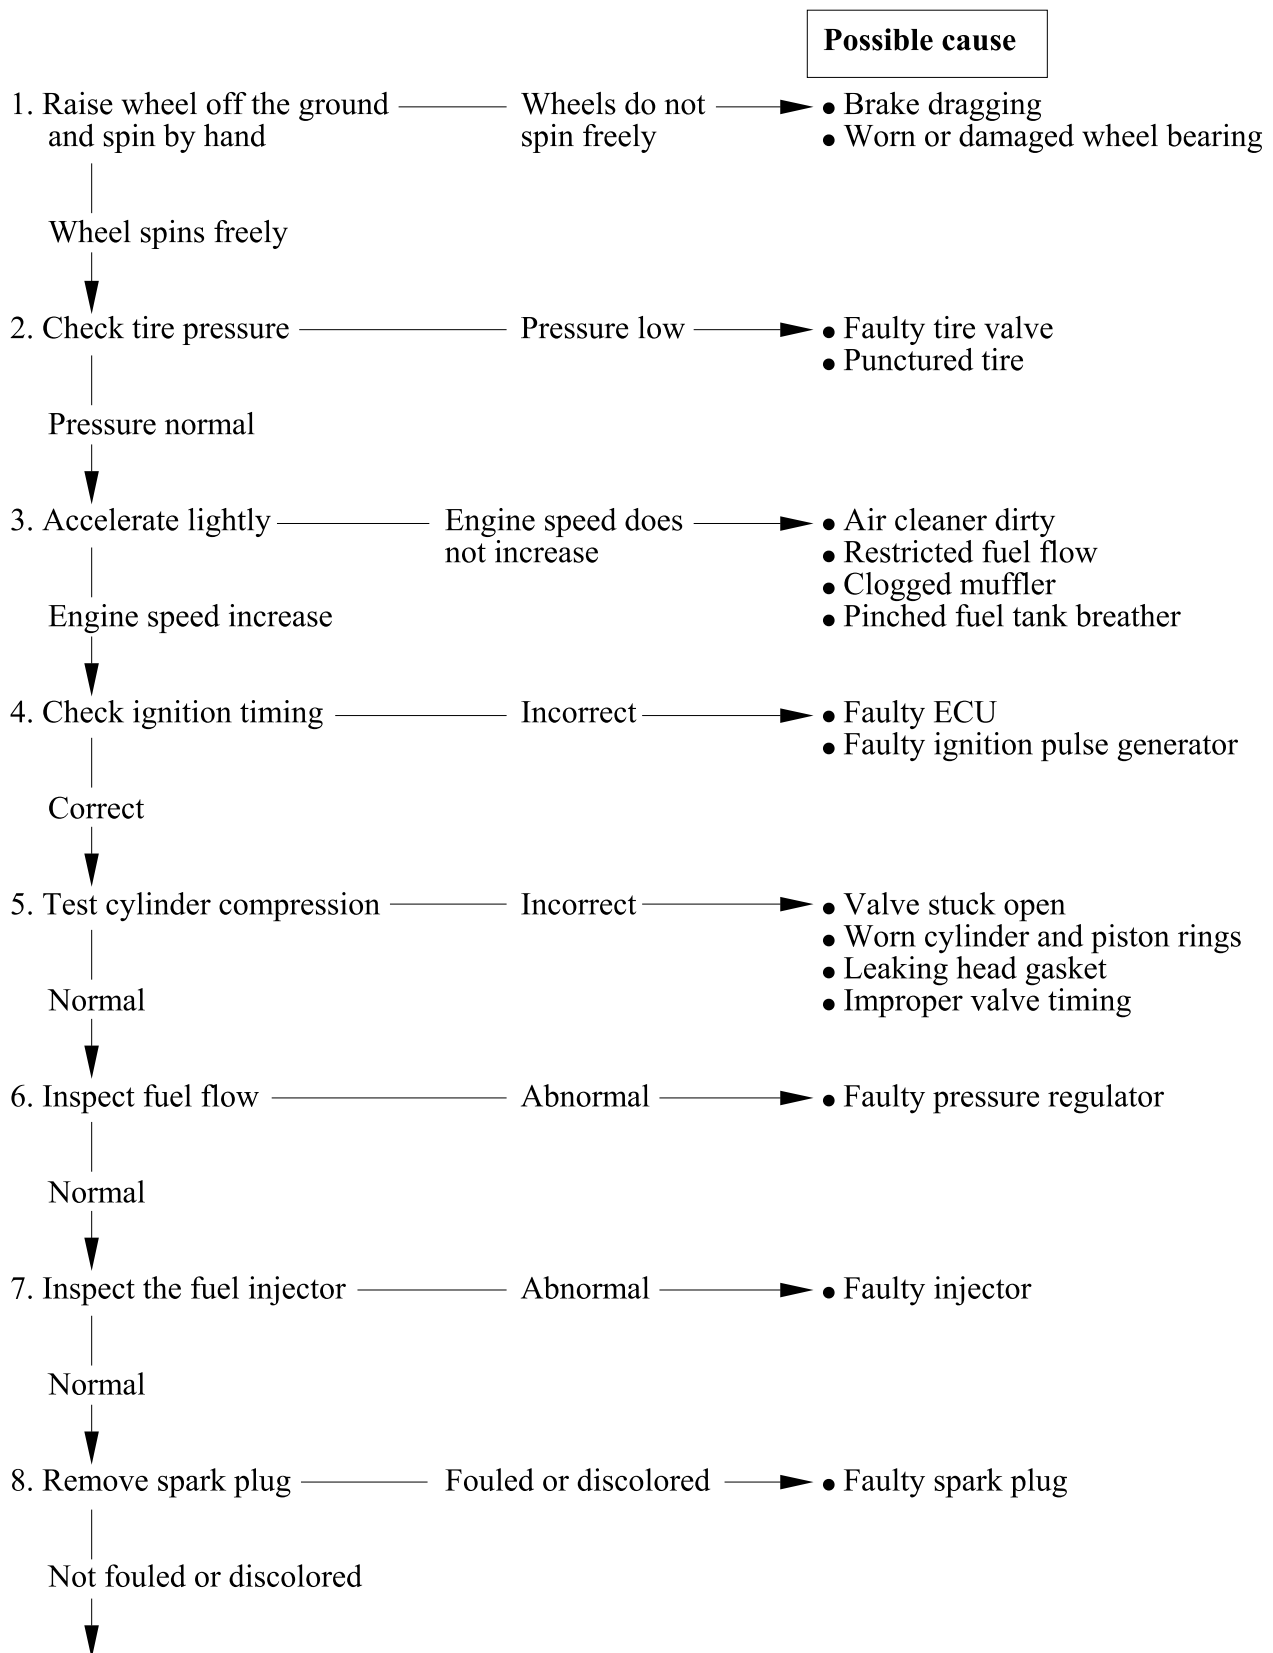 Possible cause
1. Raise wheel off the ground
and spin by hand
Wheels do not
spin freely
• Brake dragging
• Worn or damaged wheel bearing
Wheel spins freely
2. Check tire pressure
Pressure low
• Faulty tire valve
• Punctured tire
Pressure normal
3. Accelerate lightly
Engine speed does
not increase
• Air cleaner dirty
• Restricted fuel flow
• Clogged muffler
• Pinched fuel tank breather
Engine speed increase
4. Check ignition timing
Incorrect
• Faulty ECU
• Faulty ignition pulse generator
Correct
5. Test cylinder compression
Incorrect
• Valve stuck open
• Worn cylinder and piston rings
• Leaking head gasket
• Improper valve timing
Normal
6. Inspect fuel flow
Abnormal
• Faulty pressure regulator
Normal
7. Inspect the fuel injector
Abnormal
• Faulty injector
Normal
8. Remove spark plug
Fouled or discolored
• Faulty spark plug
Not fouled or discolored